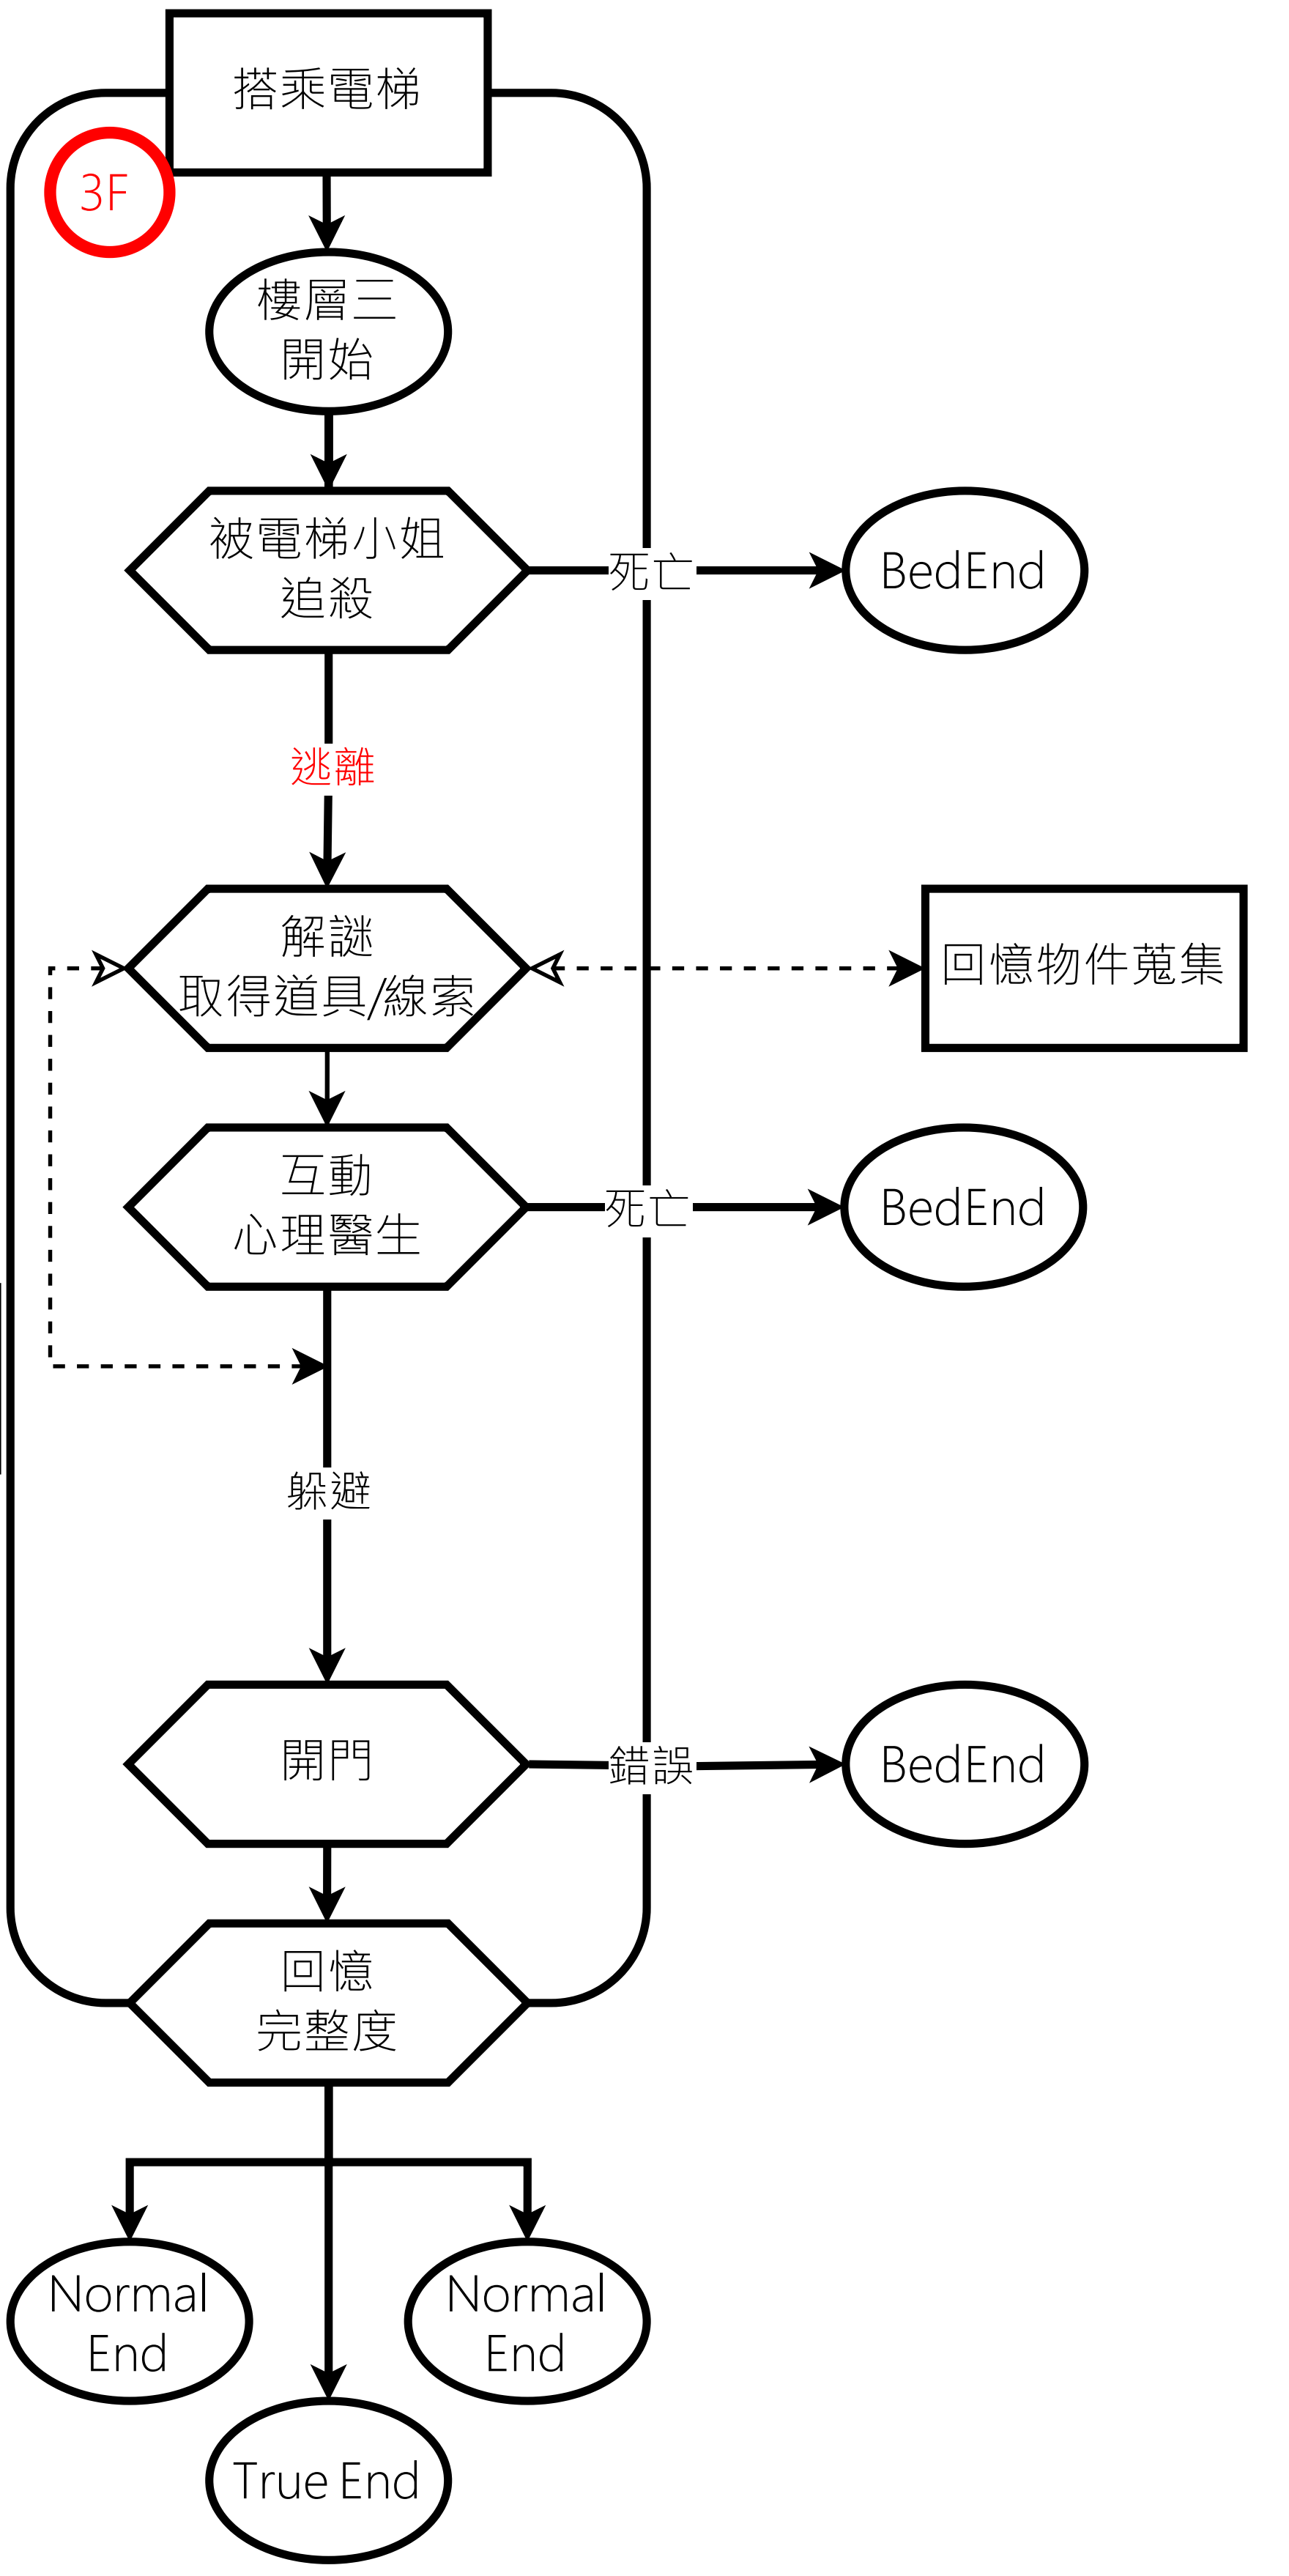 搭乘電梯
3F
樓層三
開始
被電梯小姐
追殺
死亡
BedEnd
逃離
解謎
取得道具/線索
回憶物件蒐集
互動
心理醫生
死亡
BedEnd
躲避
開門
錯誤
BedEnd
回憶
完整度
Normal
End
Normal
End
True End